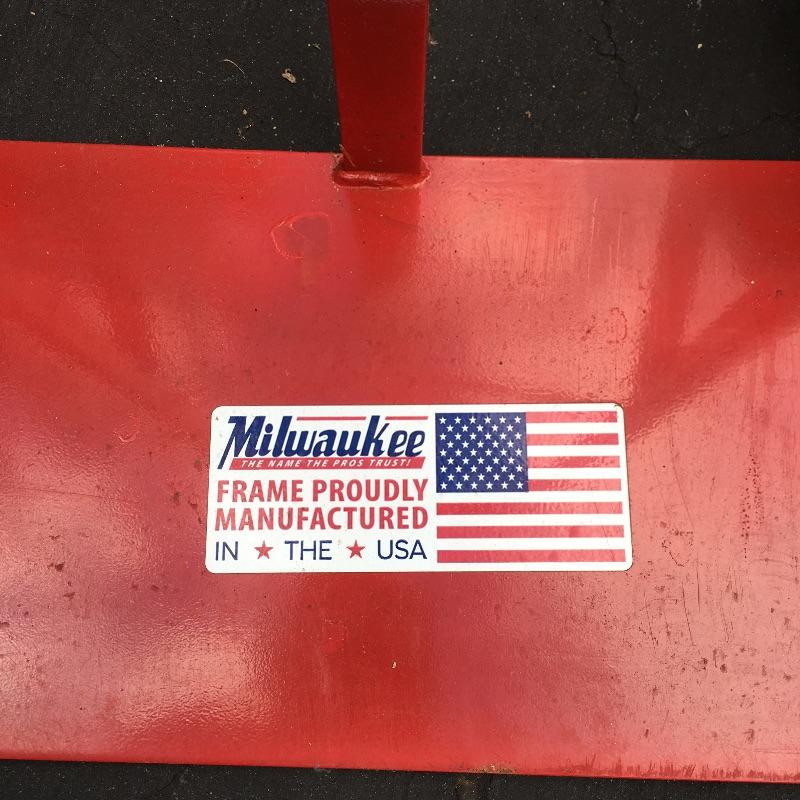 Milwaukee
THE NAME THE PROS TRUST!
FRAME PROUDLY
MANUFACTURED
IN ★ THE ★ USA